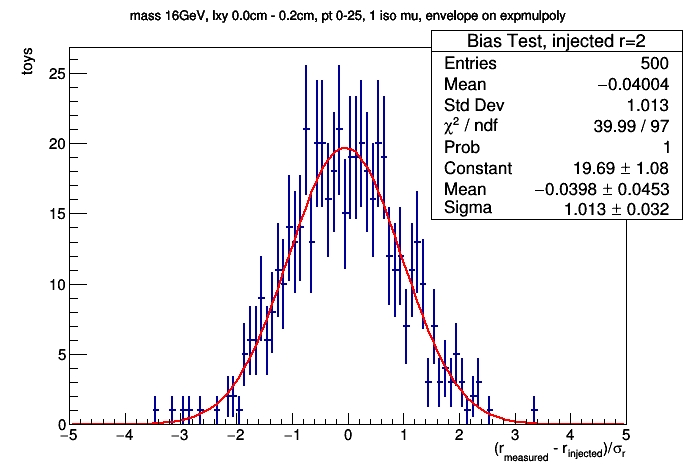 mass 16GeV, lxy 0.0cm - 0.2cm, pt 0-25, 1 iso mu, envelope on expmulpoly
toys
Bias Test, injected r=2
Entries 500
Mean −0.04004
Std Dev 1.013
χ² / ndf 39.99 / 97
Prob 1
Constant 19.69 ± 1.08
Mean −0.0398 ± 0.0453
Sigma 1.013 ± 0.032
25
20
15
10
5
0
−5 −4 −3 −2 −1 0 1 2 3 4 5
(r_measured - r_injected)/σ_r